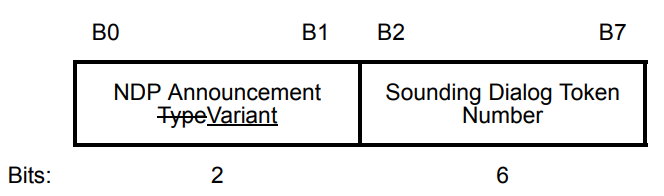 B0 B1 B2 B7
NDP Announcement
TypeVariant
Sounding Dialog Token
Number
Bits: 2 6